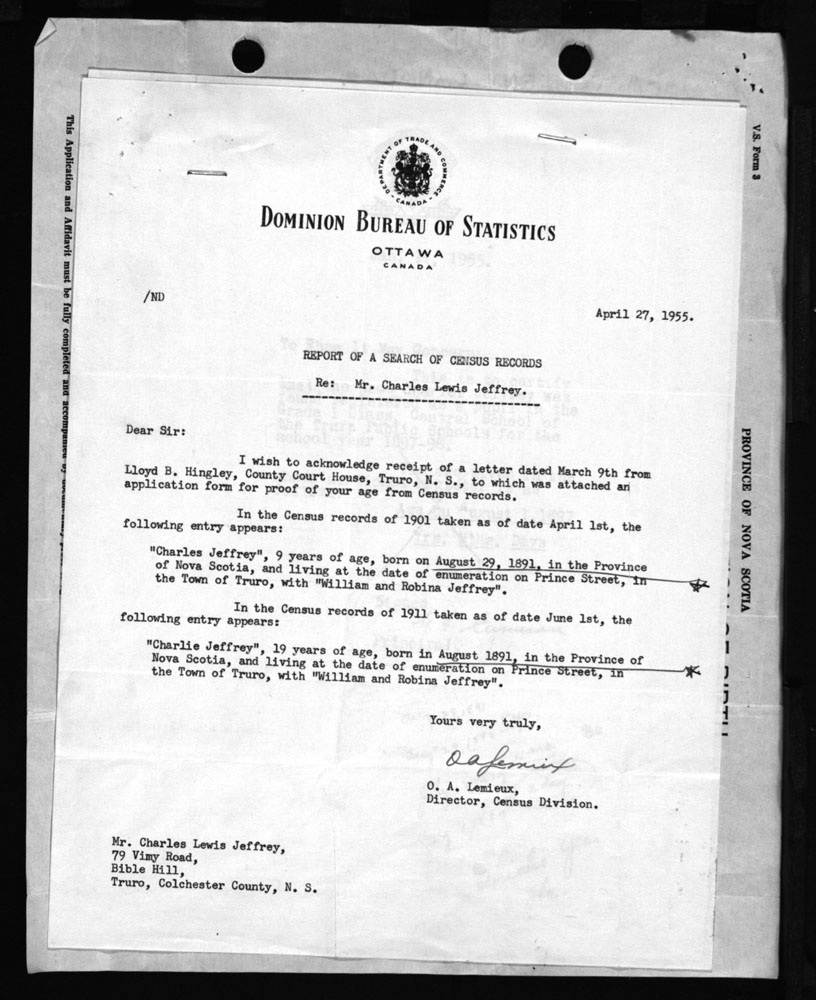 DEPARTMENT OF TRADE AND COMMERCE
CANADA
DOMINION BUREAU OF STATISTICS
OTTAWA
CANADA
/ND
April 27, 1955.
REPORT OF A SEARCH OF CENSUS RECORDS
Re: Mr. Charles Lewis Jeffrey.
Dear Sir:
I wish to acknowledge receipt of a letter dated March 9th from
Lloyd B. Hingley, County Court House, Truro, N. S., to which was attached an
application form for proof of your age from Census records.
In the Census records of 1901 taken as of date April 1st, the
following entry appears:
"Charles Jeffrey", 9 years of age, born on August 29, 1891, in the Province
of Nova Scotia, and living at the date of enumeration on Prince Street, in
the Town of Truro, with "William and Robina Jeffrey".
In the Census records of 1911 taken as of date June 1st, the
following entry appears:
"Charlie Jeffrey", 19 years of age, born in August 1891, in the Province of
Nova Scotia, and living at the date of enumeration on Prince Street, in
the Town of Truro, with "William and Robina Jeffrey".
Yours very truly,
O A Lemieux
O. A. Lemieux,
Director, Census Division.
Mr. Charles Lewis Jeffrey,
79 Vimy Road,
Bible Hill,
Truro, Colchester County, N. S.
This Application and Affidavit must be fully completed and accompanied by
V.S. Form 3
PROVINCE OF NOVA SCOTIA